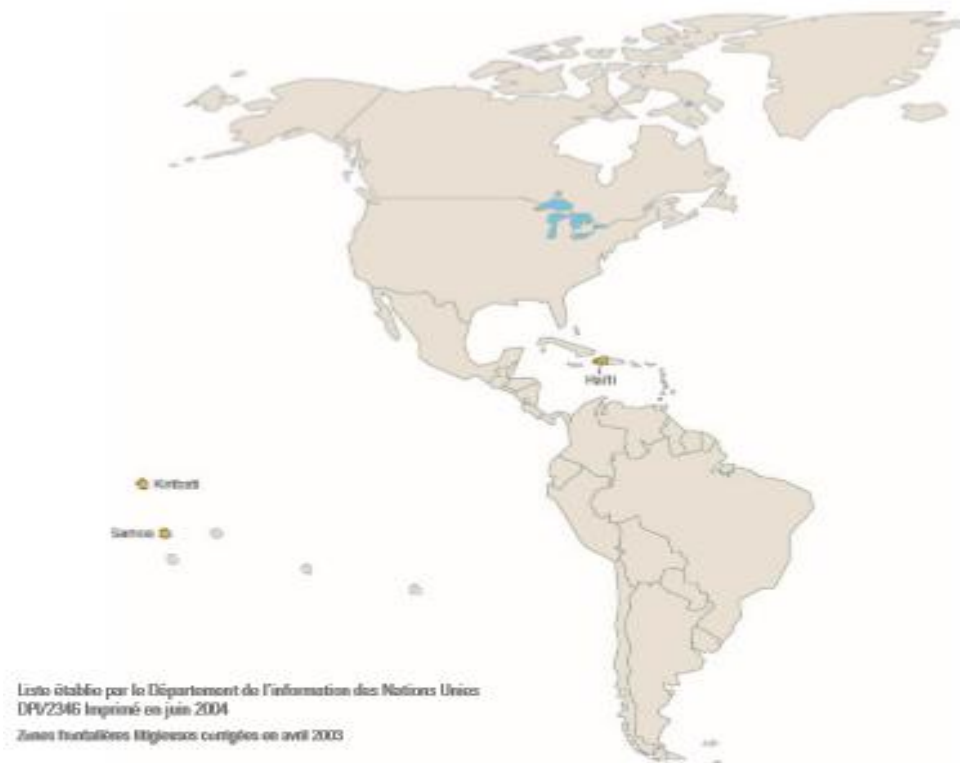 Haïti
Kiribati
Samoa
Liste établie par le Département de l'information des Nations Unies
DPI/2346 Imprimé en juin 2004
Zones frontalières litigieuses corrigées en avril 2003